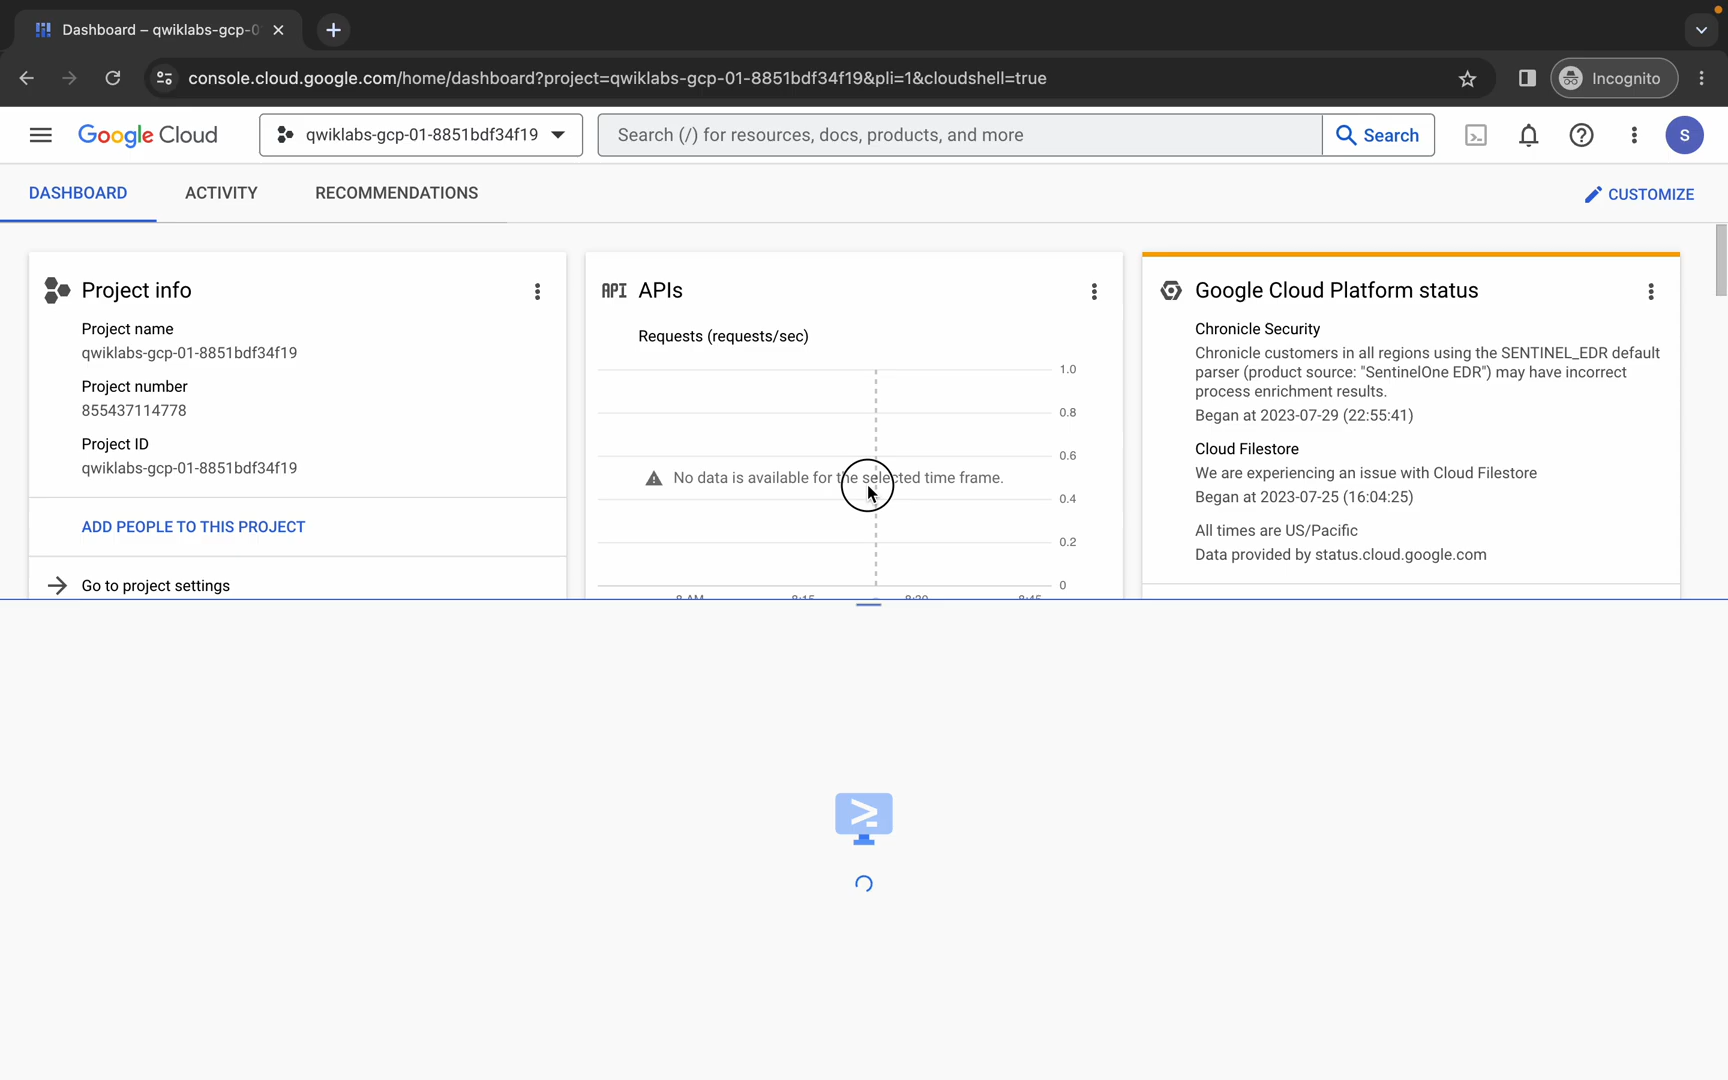 Dashboard – qwiklabs-gcp-0
console.cloud.google.com/home/dashboard?project=qwiklabs-gcp-01-8851bdf34f19&pli=1&cloudshell=true
Incognito
Google Cloud
qwiklabs-gcp-01-8851bdf34f19
Search (/) for resources, docs, products, and more
Search
S
DASHBOARD
ACTIVITY
RECOMMENDATIONS
CUSTOMIZE
Project info
Project name
qwiklabs-gcp-01-8851bdf34f19
Project number
855437114778
Project ID
qwiklabs-gcp-01-8851bdf34f19
ADD PEOPLE TO THIS PROJECT
Go to project settings
API APIs
Requests (requests/sec)
1.0
0.8
0.6
No data is available for the selected time frame.
0.4
0.2
0
8 AM 8:15 8:30 8:45
Google Cloud Platform status
Chronicle Security
Chronicle customers in all regions using the SENTINEL_EDR default
parser (product source: "SentinelOne EDR") may have incorrect
process enrichment results.
Began at 2023-07-29 (22:55:41)
Cloud Filestore
We are experiencing an issue with Cloud Filestore
Began at 2023-07-25 (16:04:25)
All times are US/Pacific
Data provided by status.cloud.google.com